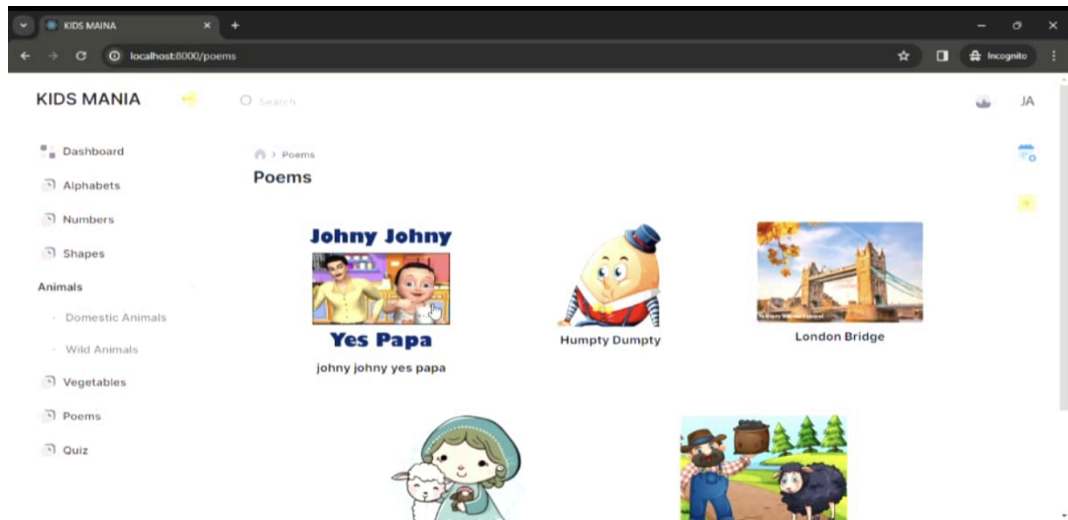 KIDS MAINA
localhost:8000/poems
Incognito
KIDS MANIA
Search
JA
Dashboard
Alphabets
Numbers
Shapes
Animals
Domestic Animals
Wild Animals
Vegetables
Poems
Quiz
> Poems
Poems
Johny Johny
Yes Papa
johny johny yes papa
Humpty Dumpty
London Bridge